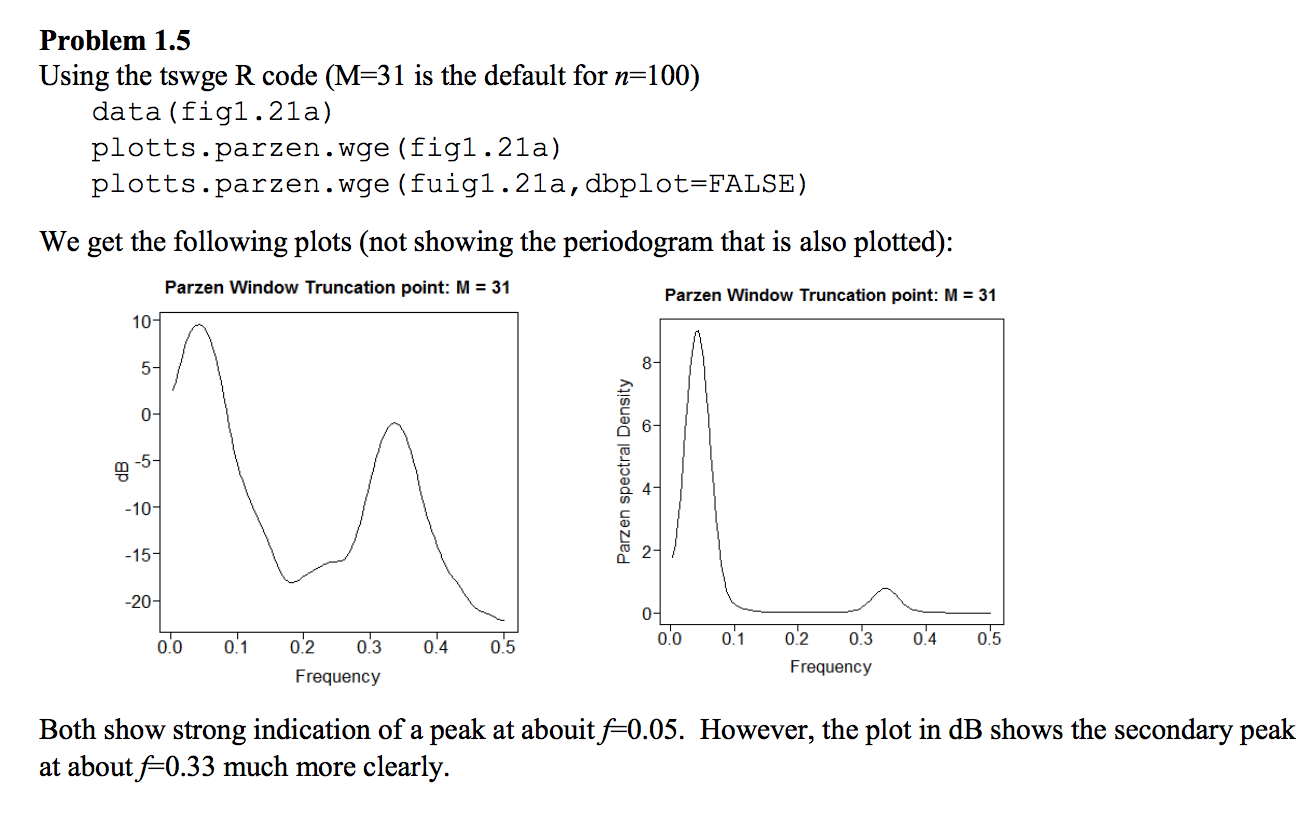 Problem 1.5
Using the tswge R code (M=31 is the default for n=100)
data(fig1.21a)
plotts.parzen.wge(fig1.21a)
plotts.parzen.wge(fuig1.21a,dbplot=FALSE)
We get the following plots (not showing the periodogram that is also plotted):
Parzen Window Truncation point: M = 31
10
5
0
-5
-10
-15
-20
dB
0.0 0.1 0.2 0.3 0.4 0.5
Frequency
Parzen Window Truncation point: M = 31
8
6
4
2
0
Parzen spectral Density
0.0 0.1 0.2 0.3 0.4 0.5
Frequency
Both show strong indication of a peak at abouit f=0.05. However, the plot in dB shows the secondary peak
at about f=0.33 much more clearly.